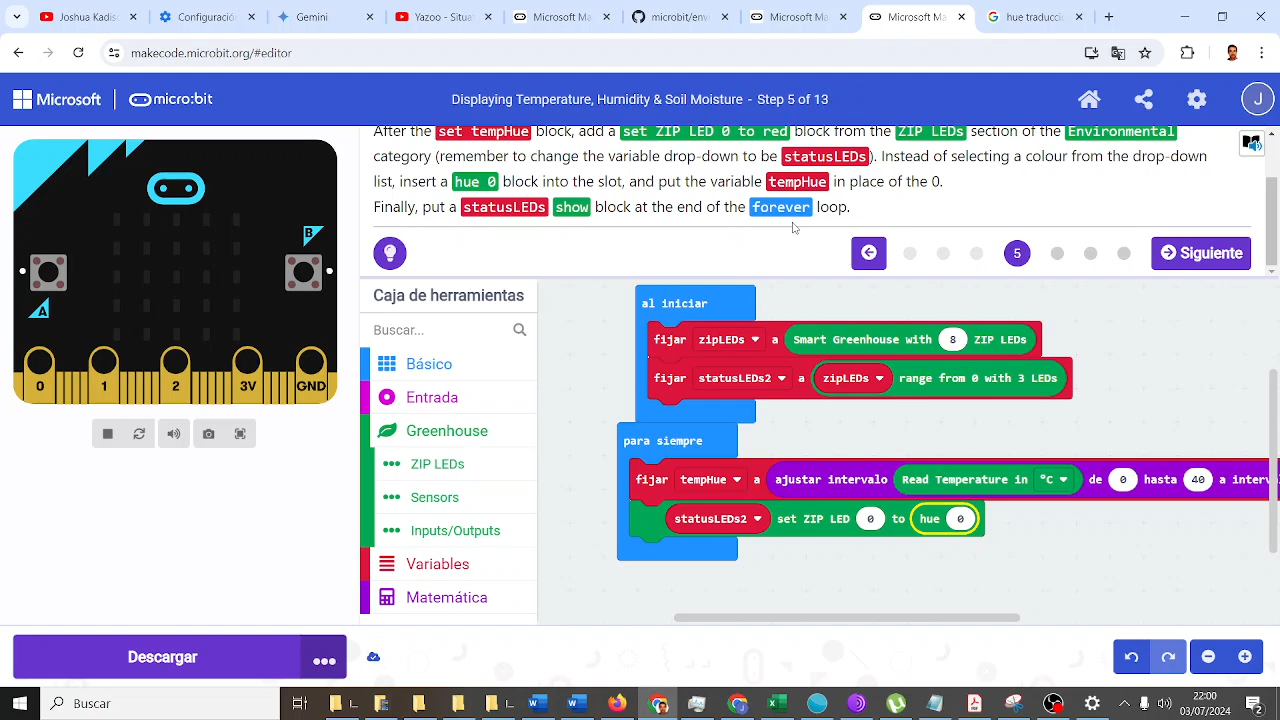 Joshua Kadis
Configuració
Gemini
Yazoo - Situa
Microsoft Ma
microbit/env
Microsoft Ma
Microsoft Ma
hue traducci
makecode.microbit.org/#editor
Microsoft
micro:bit
Displaying Temperature, Humidity & Soil Moisture - Step 5 of 13
J
After the set tempHue block, add a set ZIP LED 0 to red block from the ZIP LEDs section of the Environmental
category (remember to change the variable drop-down to be statusLEDs). Instead of selecting a colour from the drop-down
list, insert a hue 0 block into the slot, and put the variable tempHue in place of the 0.
Finally, put a statusLEDs show block at the end of the forever loop.
5
Siguiente
B
A
0 1 2 3V GND
Caja de herramientas
Buscar...
Básico
Entrada
Greenhouse
ZIP LEDs
Sensors
Inputs/Outputs
Variables
Matemática
al iniciar
fijar zipLEDs a Smart Greenhouse with 8 ZIP LEDs
fijar statusLEDs2 a zipLEDs range from 0 with 3 LEDs
para siempre
fijar tempHue a ajustar intervalo Read Temperature in °C de 0 hasta 40 a interva
statusLEDs2 set ZIP LED 0 to hue 0
Descargar
Buscar
22:00
03/07/2024